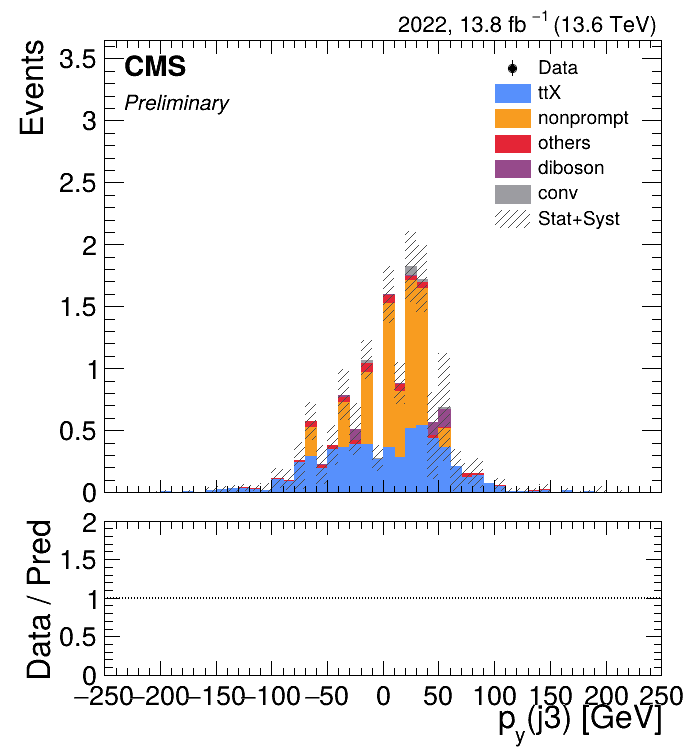 2022, 13.8 fb⁻¹ (13.6 TeV)
CMS
Preliminary
Events
3.5
3
2.5
2
1.5
1
0.5
0
Data
ttX
nonprompt
others
diboson
conv
Stat+Syst
Data / Pred
2
1.5
1
0.5
0
−250 −200 −150 −100 −50 0 50 100 150 200 250
p_y(j3) [GeV]